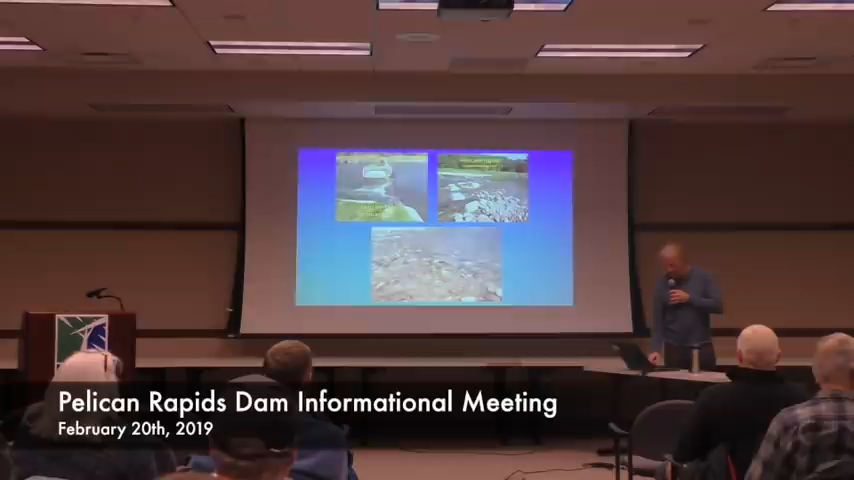 Pelican Rapids Dam Informational Meeting
February 20th, 2019